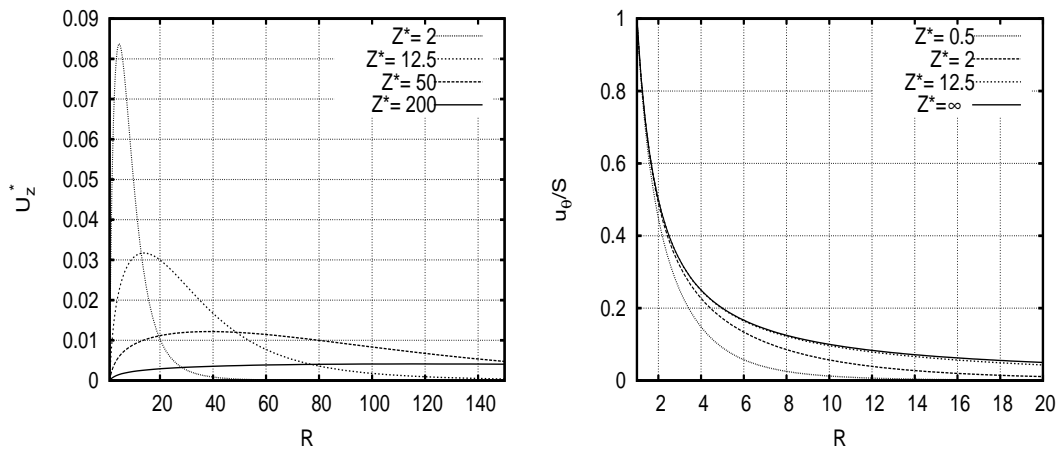 0.09
0.08
0.07
0.06
0.05
0.04
0.03
0.02
0.01
0
20 40 60 80 100 120 140
U_z^*
R
Z*= 2
Z*= 12.5
Z*= 50
Z*= 200
1
0.8
0.6
0.4
0.2
0
2 4 6 8 10 12 14 16 18 20
u_θ/S
R
Z*= 0.5
Z*= 2
Z*= 12.5
Z*=∞